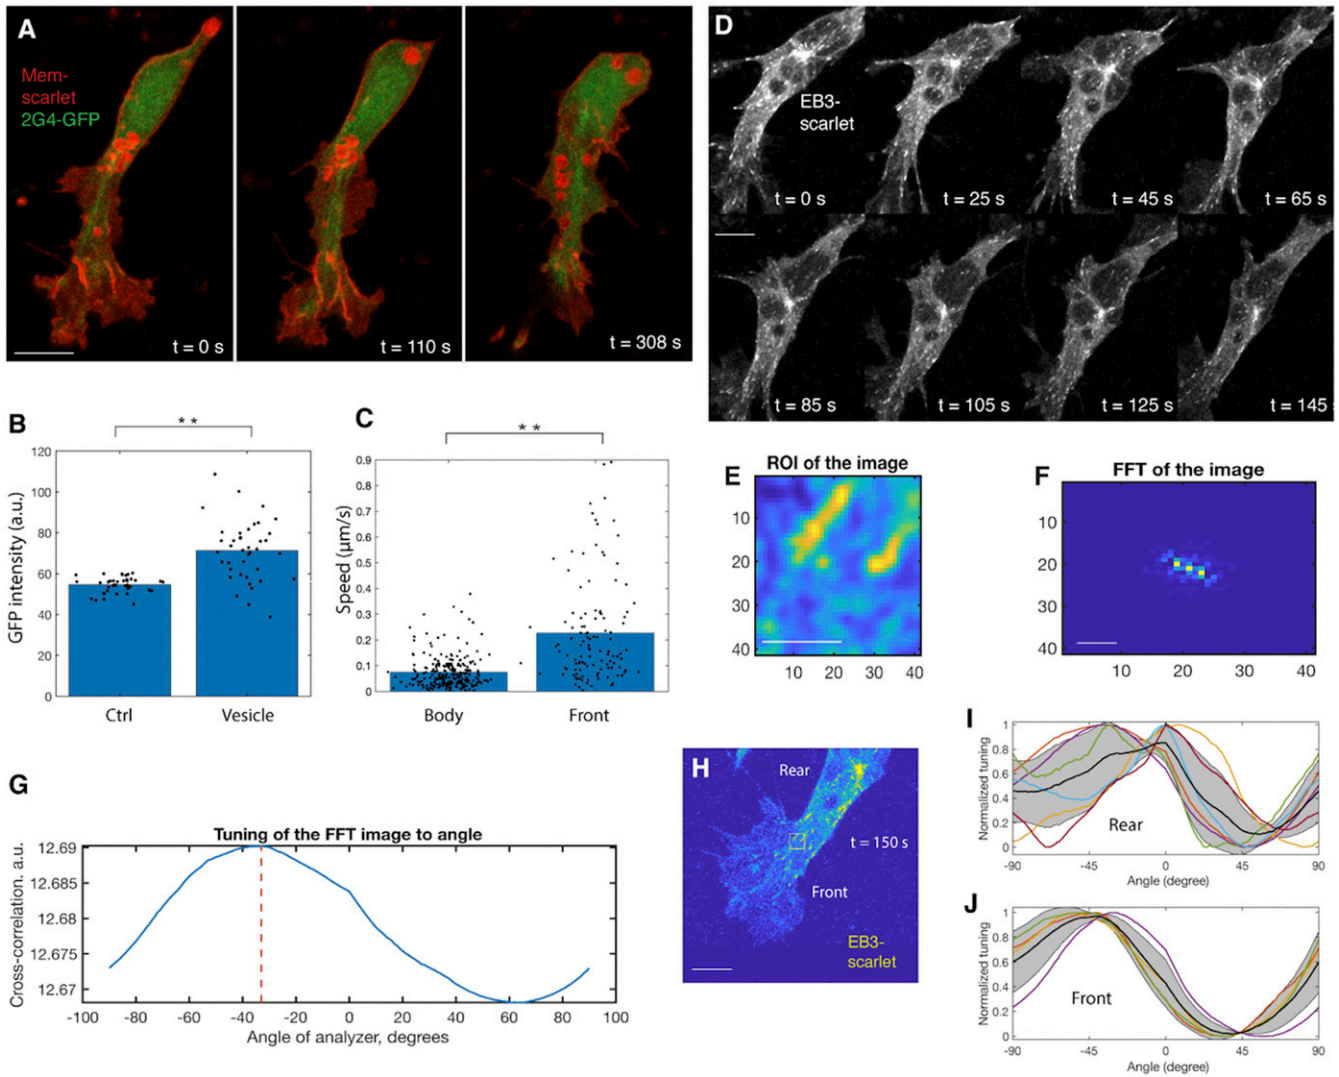 A
Mem-
scarlet
2G4-GFP
t = 0 s
t = 110 s
t = 308 s
D
EB3-
scarlet
t = 0 s
t = 25 s
t = 45 s
t = 65 s
t = 85 s
t = 105 s
t = 125 s
t = 145
B
* *
GFP intensity (a.u.)
120
100
80
60
40
20
0
Ctrl
Vesicle
C
* *
Speed (μm/s)
0.9
0.8
0.7
0.6
0.5
0.4
0.3
0.2
0.1
0
Body
Front
E
ROI of the image
10
20
30
40
10 20 30 40
F
FFT of the image
10
20
30
40
10 20 30 40
G
Tuning of the FFT image to angle
Cross-correlation. a.u.
12.69
12.685
12.68
12.675
12.67
-100 -80 -60 -40 -20 0 20 40 60 80 100
Angle of analyzer, degrees
H
Rear
t = 150 s
Front
EB3-
scarlet
I
Normalized tuning
1
0.8
0.6
0.4
0.2
0
Rear
-90 -45 0 45 90
Angle (degree)
J
Normalized tuning
1
0.8
0.6
0.4
0.2
0
Front
-90 -45 0 45 90
Angle (degree)